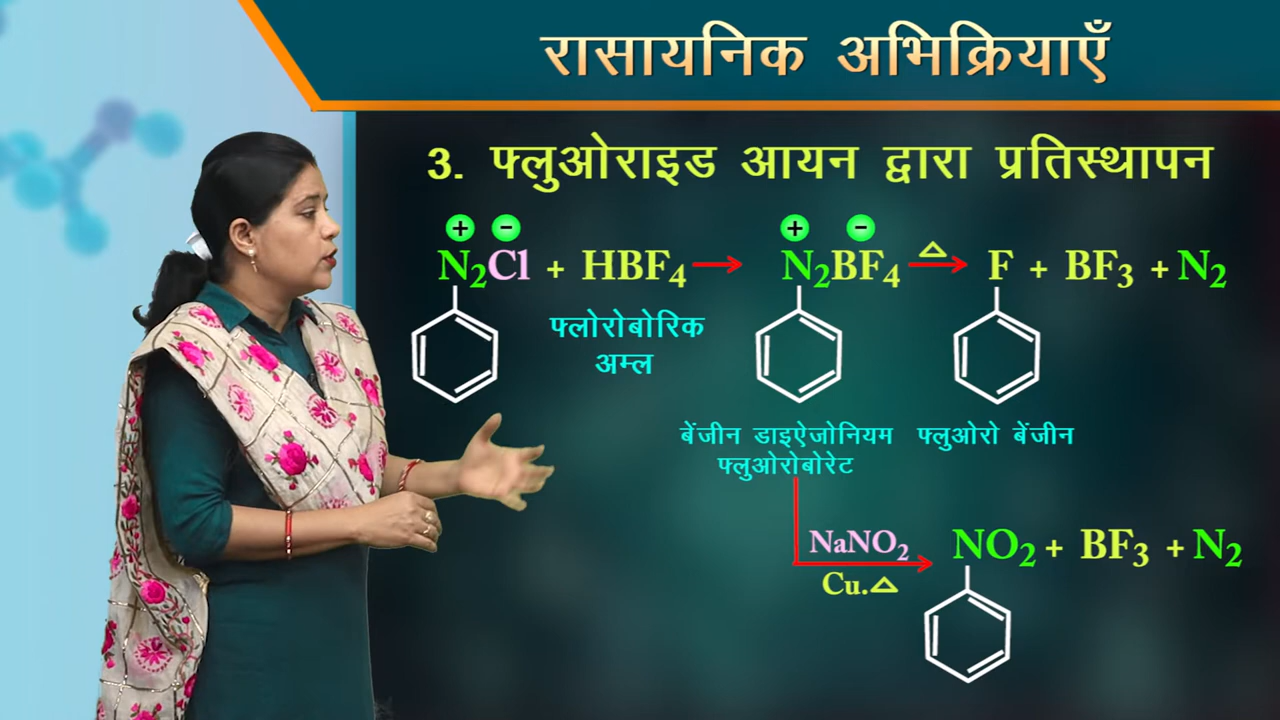 रासायनिक अभिक्रियाएँ
3. फ्लुओराइड आयन द्वारा प्रतिस्थापन
+ − + −
N₂Cl + HBF₄ → N₂BF₄ △→ F + BF₃ + N₂
फ्लोरोबोरिक
अम्ल
बेंजीन डाइऐजोनियम फ्लुओरो बेंजीन
फ्लुओरोबोरेट
NaNO₂ NO₂ + BF₃ + N₂
Cu.△